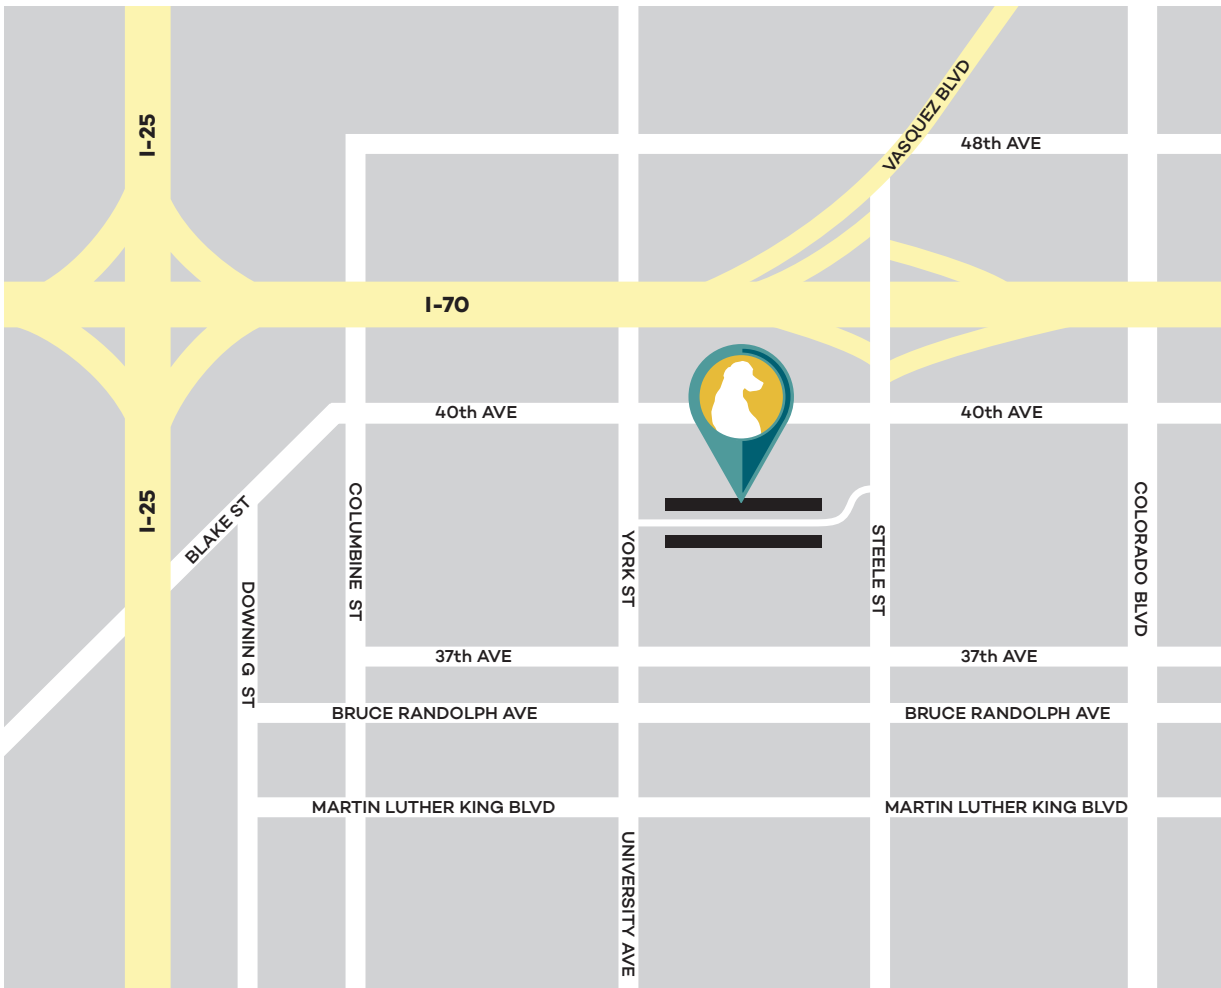 I-25
VASQUEZ BLVD
48th AVE
I-70
40th AVE
40th AVE
I-25
BLAKE ST
COLUMBINE ST
YORK ST
STEELE ST
COLORADO BLVD
DOWNING ST
37th AVE
37th AVE
BRUCE RANDOLPH AVE
BRUCE RANDOLPH AVE
MARTIN LUTHER KING BLVD
MARTIN LUTHER KING BLVD
UNIVERSITY AVE